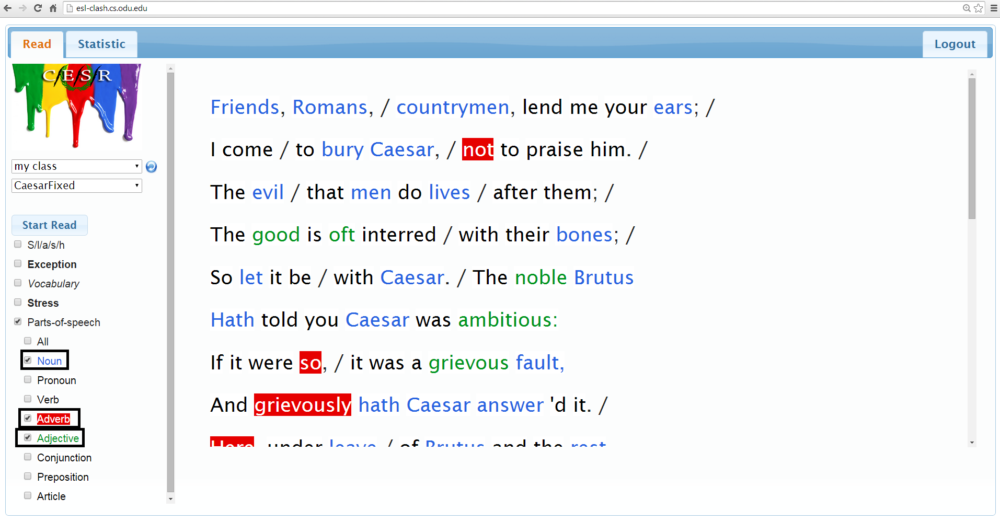 esl-clash.cs.odu.edu
Read
Statistic
Logout
C/E/S/R
my class
CaesarFixed
Start Read
S/l/a/s/h
Exception
Vocabulary
Stress
Parts-of-speech
All
Noun
Pronoun
Verb
Adverb
Adjective
Conjunction
Preposition
Article
Friends, Romans, / countrymen, lend me your ears; /
I come / to bury Caesar, / not to praise him. /
The evil / that men do lives / after them; /
The good is oft interred / with their bones; /
So let it be / with Caesar. / The noble Brutus
Hath told you Caesar was ambitious:
If it were so, / it was a grievous fault,
And grievously hath Caesar answer 'd it. /
Here, under leave / of Brutus and the rest